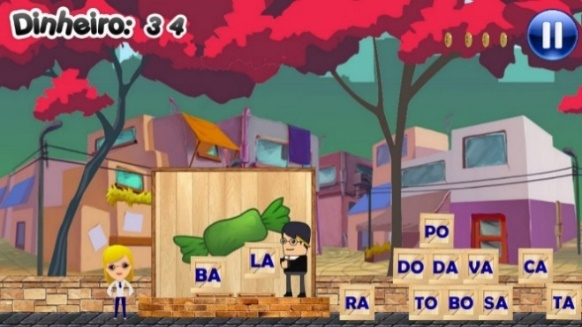 Dinheiro: 34
BA LA
PO
DO DA VA CA
RA TO BO SA TA